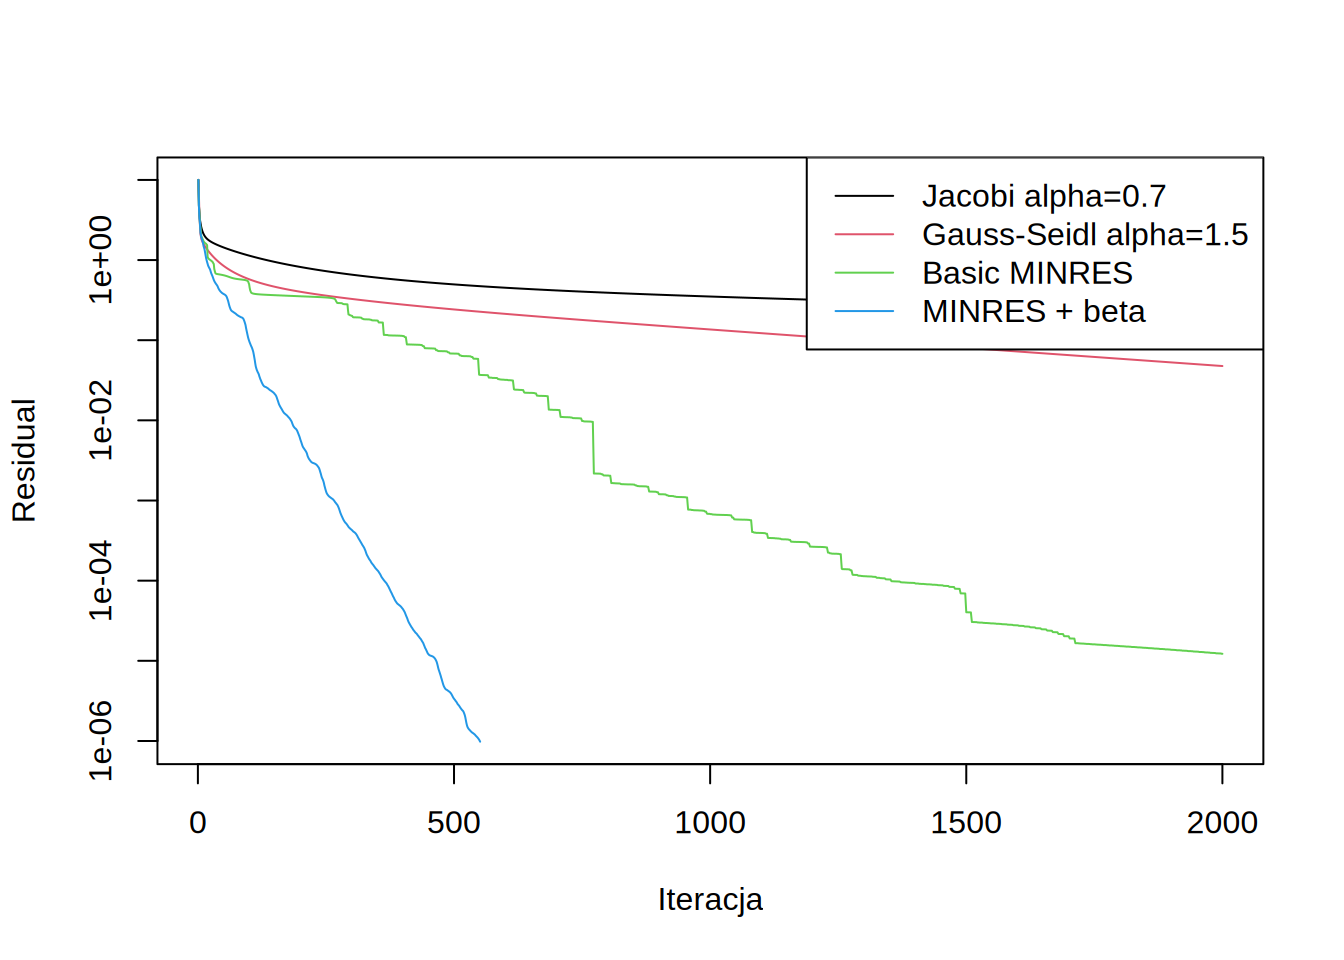 Jacobi alpha=0.7
Gauss-Seidl alpha=1.5
Basic MINRES
MINRES + beta
Residual
1e+00
1e-02
1e-04
1e-06
0 500 1000 1500 2000
Iteracja